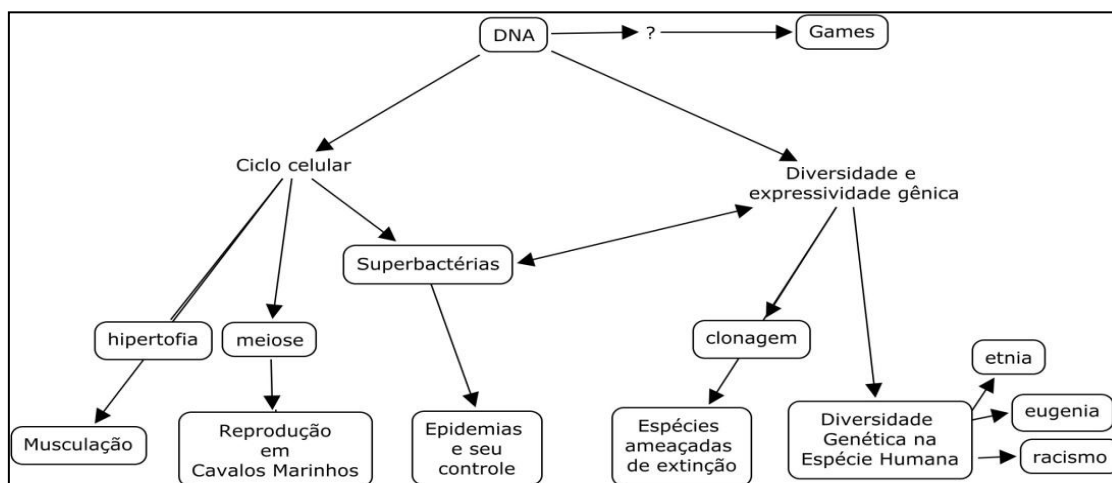 DNA
?
Games
Ciclo celular
Diversidade e
expressividade gênica
Superbactérias
hipertofia
meiose
clonagem
etnia
eugenia
racismo
Musculação
Reprodução
em
Cavalos Marinhos
Epidemias
e seu
controle
Espécies
ameaçadas
de extinção
Diversidade
Genética na
Espécie Humana